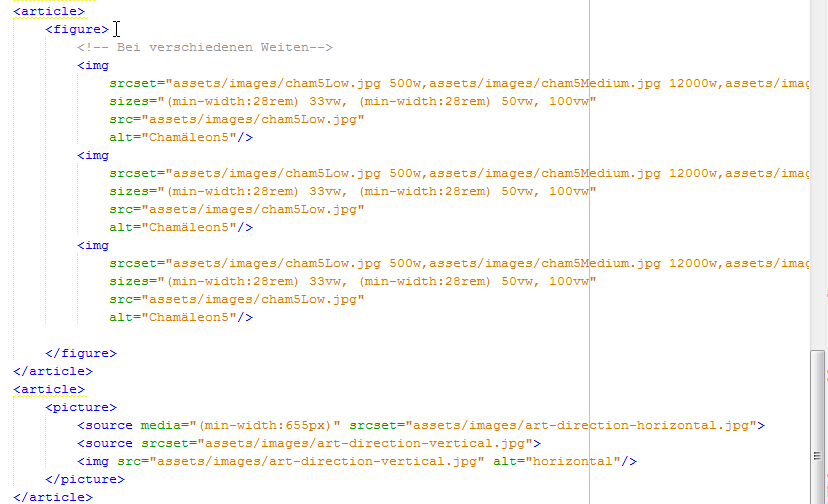 <article>
<figure>
<!-- Bei verschiedenen Weiten-->
<img
srcset="assets/images/cham5Low.jpg 500w,assets/images/cham5Medium.jpg 12000w,assets/imag
sizes="(min-width:28rem) 33vw, (min-width:28rem) 50vw, 100vw"
src="assets/images/cham5Low.jpg"
alt="Chamäleon5"/>
<img
srcset="assets/images/cham5Low.jpg 500w,assets/images/cham5Medium.jpg 12000w,assets/imag
sizes="(min-width:28rem) 33vw, (min-width:28rem) 50vw, 100vw"
src="assets/images/cham5Low.jpg"
alt="Chamäleon5"/>
<img
srcset="assets/images/cham5Low.jpg 500w,assets/images/cham5Medium.jpg 12000w,assets/imag
sizes="(min-width:28rem) 33vw, (min-width:28rem) 50vw, 100vw"
src="assets/images/cham5Low.jpg"
alt="Chamäleon5"/>
</figure>
</article>
<article>
<picture>
<source media="(min-width:655px)" srcset="assets/images/art-direction-horizontal.jpg">
<source srcset="assets/images/art-direction-vertical.jpg">
<img src="assets/images/art-direction-vertical.jpg" alt="horizontal"/>
</picture>
</article>